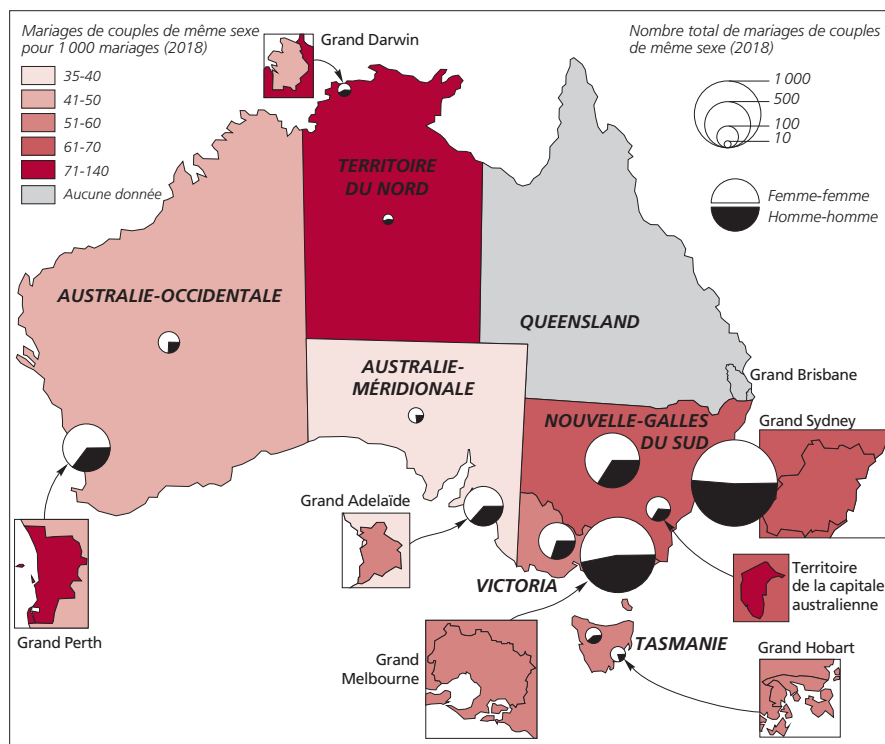 Mariages de couples de même sexe
pour 1 000 mariages (2018)
35-40
41-50
51-60
61-70
71-140
Aucune donnée
Grand Darwin
Nombre total de mariages de couples
de même sexe (2018)
1 000
500
100
10
Femme-femme
Homme-homme
TERRITOIRE
DU NORD
AUSTRALIE-OCCIDENTALE
QUEENSLAND
AUSTRALIE-
MÉRIDIONALE
Grand Brisbane
NOUVELLE-GALLES
DU SUD
Grand Sydney
Grand Adelaïde
VICTORIA
Territoire
de la capitale
australienne
Grand Perth
Grand
Melbourne
TASMANIE
Grand Hobart